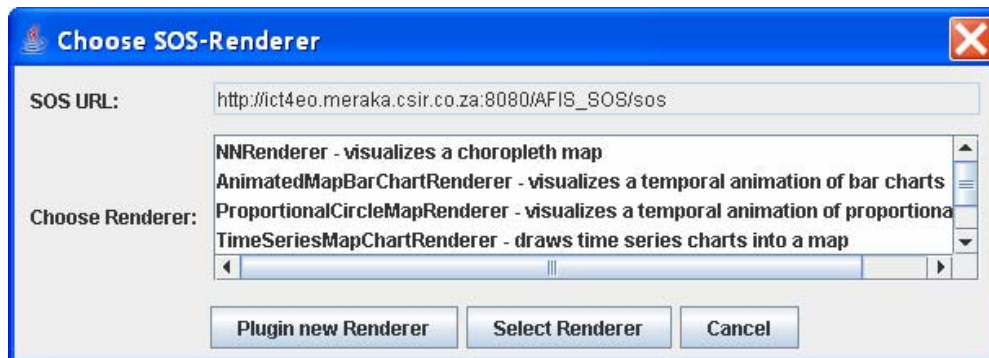 Choose SOS-Renderer
SOS URL:
http://ict4eo.meraka.csir.co.za:8080/AFIS_SOS/sos
NNRenderer - visualizes a choropleth map
AnimatedMapBarChartRenderer - visualizes a temporal animation of bar charts
Choose Renderer:
ProportionalCircleMapRenderer - visualizes a temporal animation of proportiona
TimeSeriesMapChartRenderer - draws time series charts into a map
Plugin new Renderer
Select Renderer
Cancel